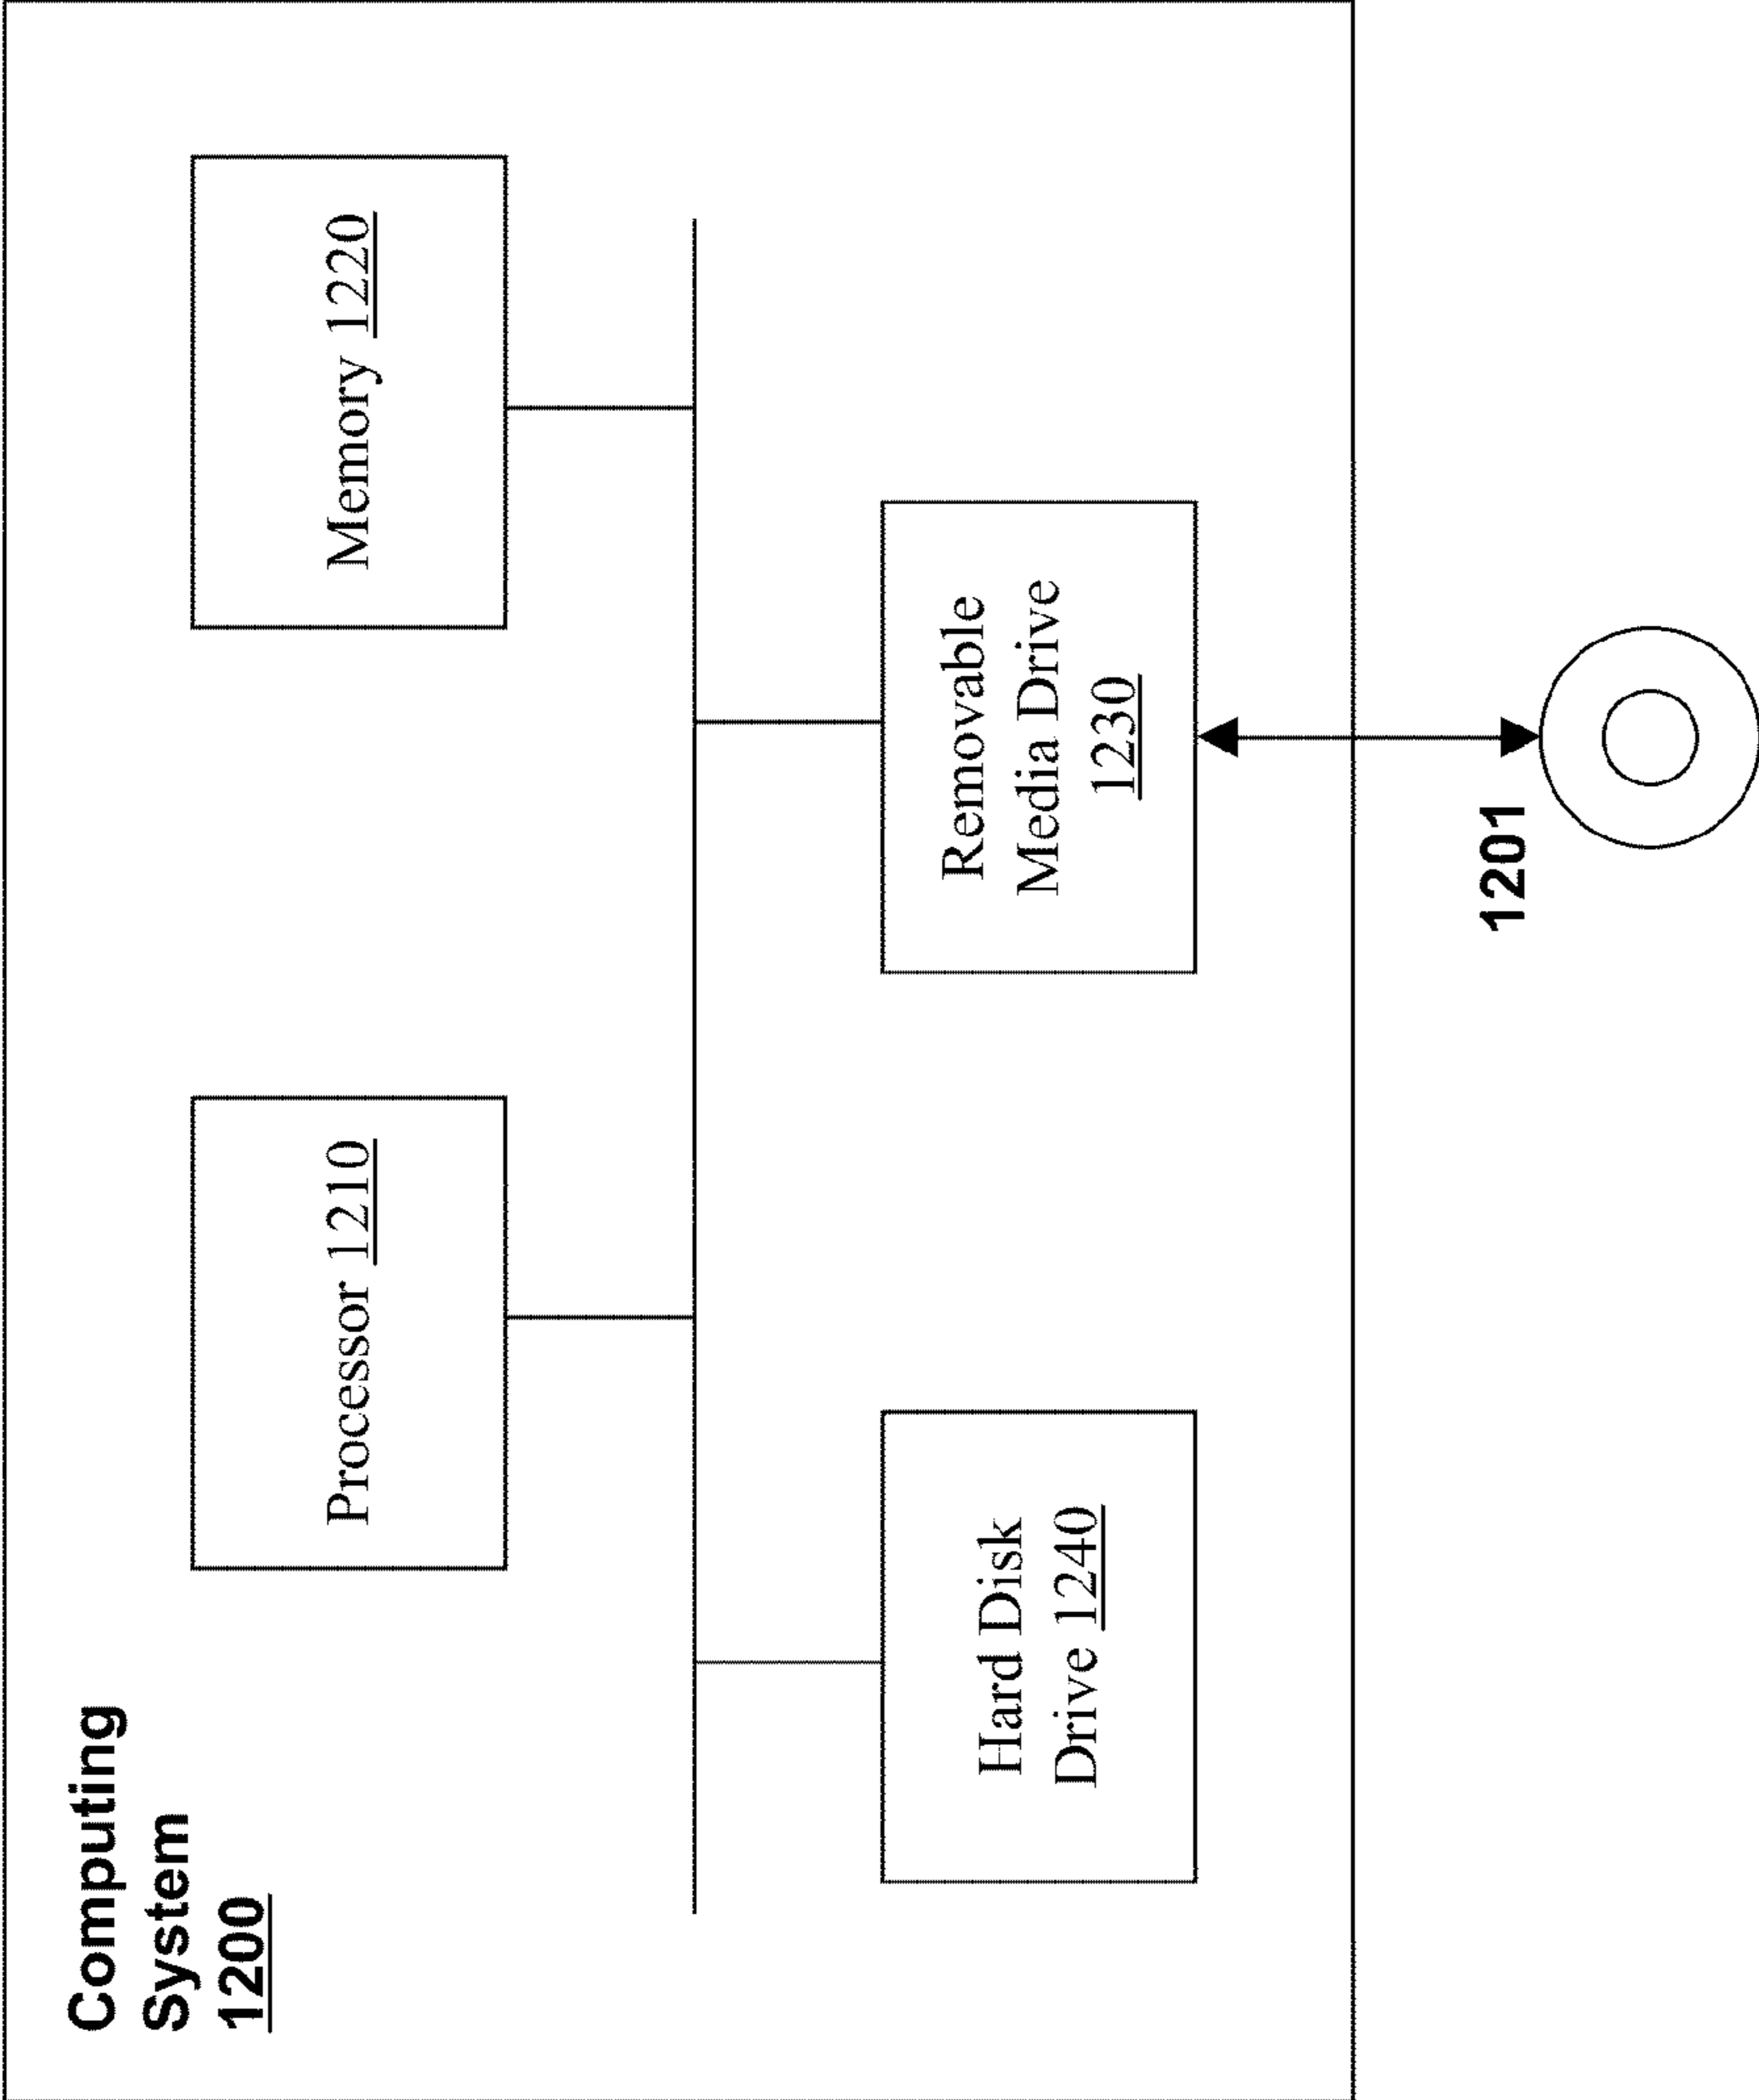 Computing
System
1200
Processor 1210
Memory 1220
Hard Disk
Drive 1240
Removable
Media Drive
1230
1201